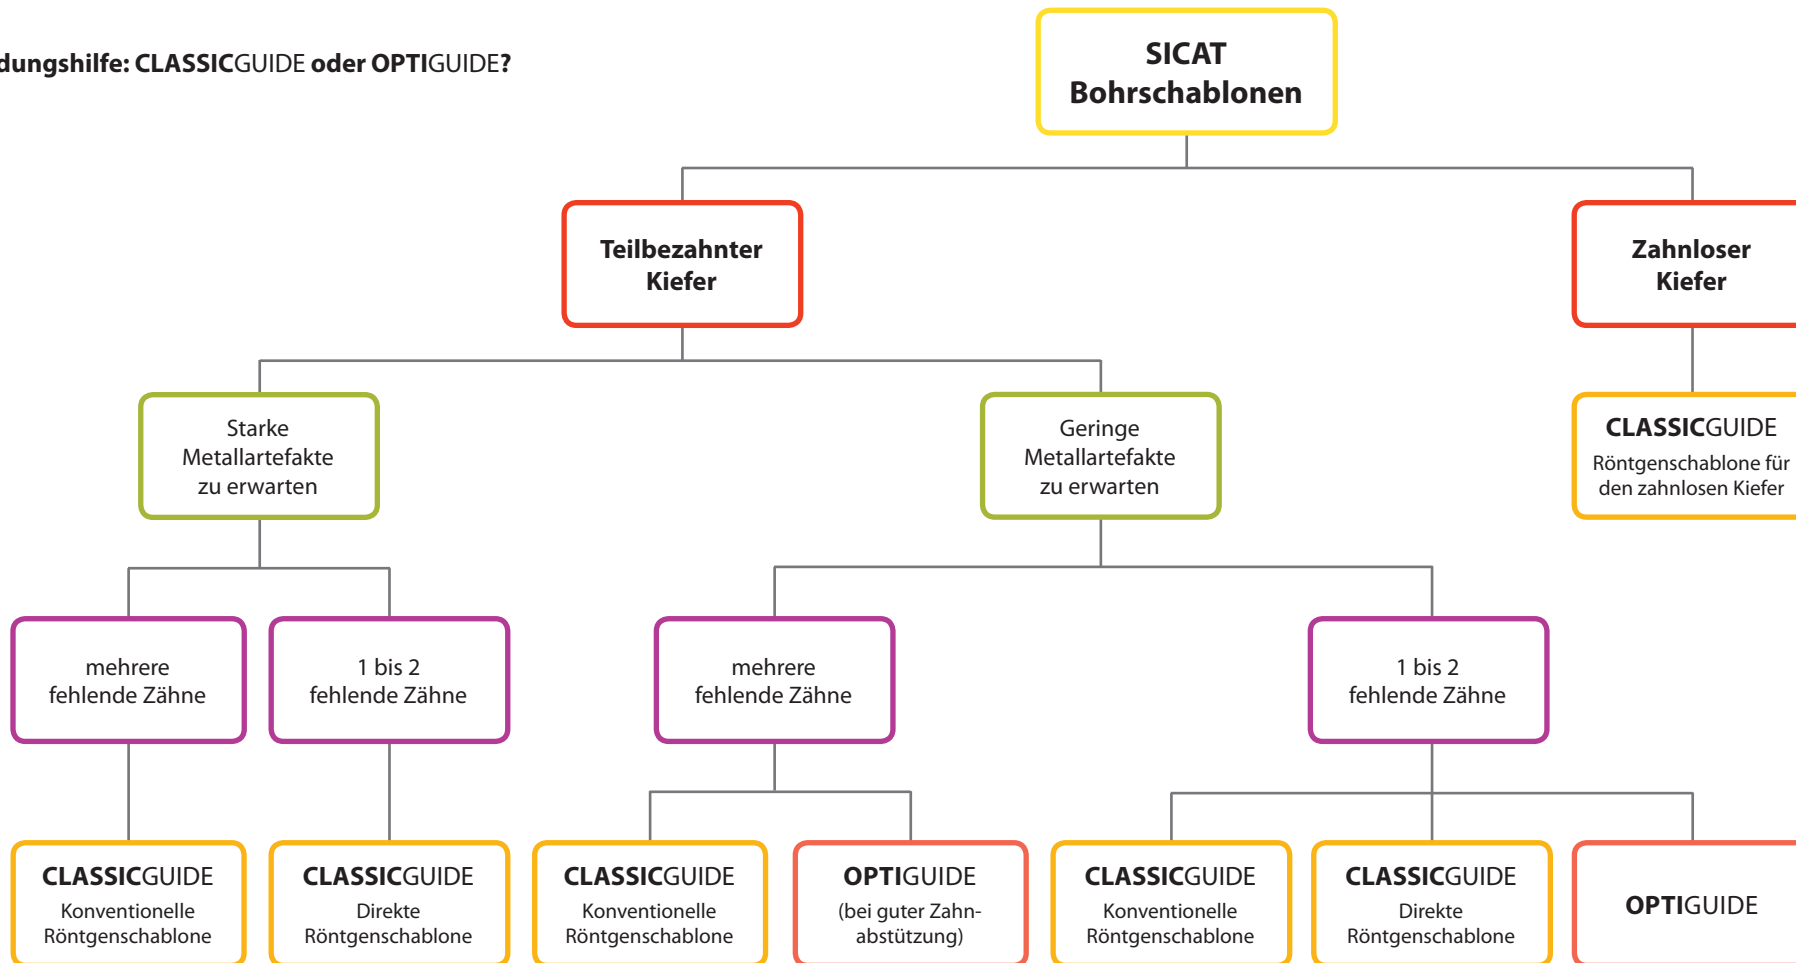 dungshilfe: CLASSICGUIDE oder OPTIGUIDE?
SICAT
Bohrschablonen
Teilbezahnter
Kiefer
Zahnloser
Kiefer
Starke
Metallartefakte
zu erwarten
Geringe
Metallartefakte
zu erwarten
CLASSICGUIDE
Röntgenschablone für
den zahnlosen Kiefer
mehrere
fehlende Zähne
1 bis 2
fehlende Zähne
mehrere
fehlende Zähne
1 bis 2
fehlende Zähne
CLASSICGUIDE
Konventionelle
Röntgenschablone
CLASSICGUIDE
Direkte
Röntgenschablone
CLASSICGUIDE
Konventionelle
Röntgenschablone
OPTIGUIDE
(bei guter Zahn-
abstützung)
CLASSICGUIDE
Konventionelle
Röntgenschablone
CLASSICGUIDE
Direkte
Röntgenschablone
OPTIGUIDE